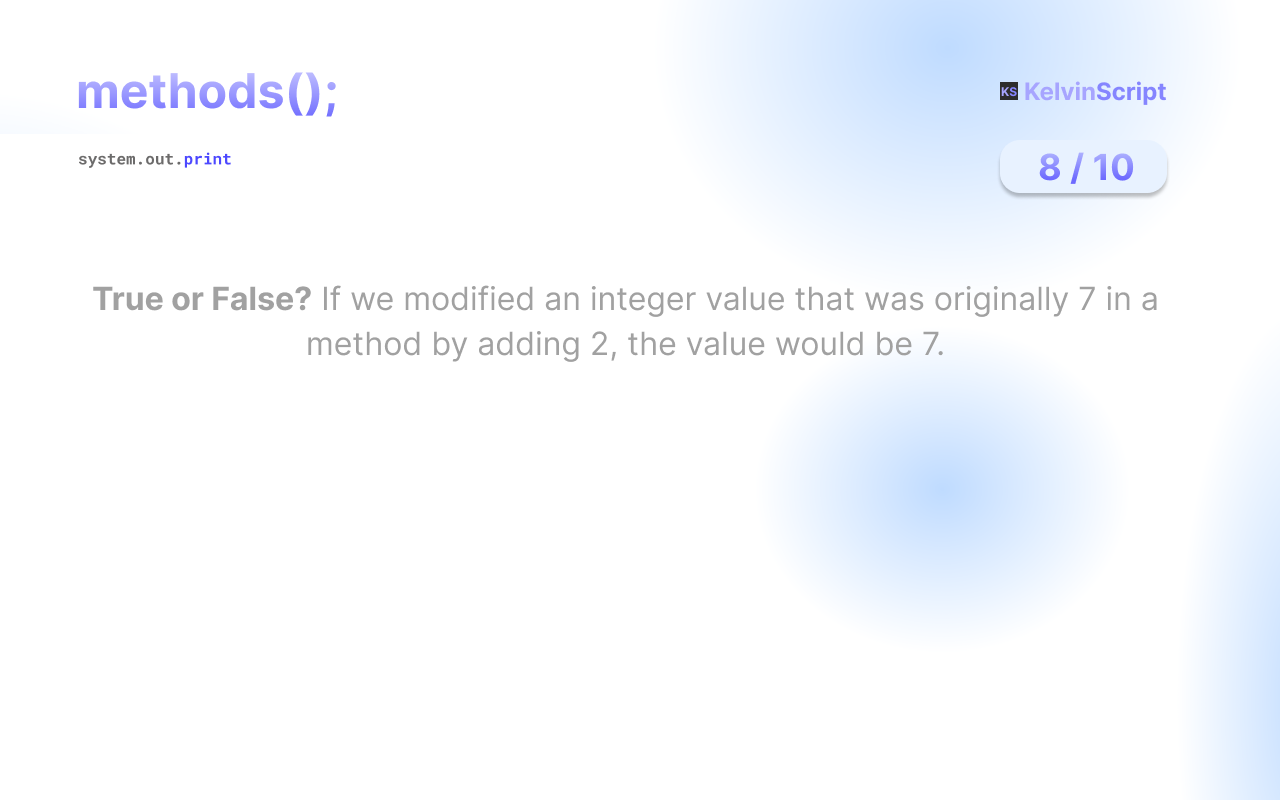 methods();
KS KelvinScript
system.out.print
8 / 10
True or False? If we modified an integer value that was originally 7 in a
method by adding 2, the value would be 7.